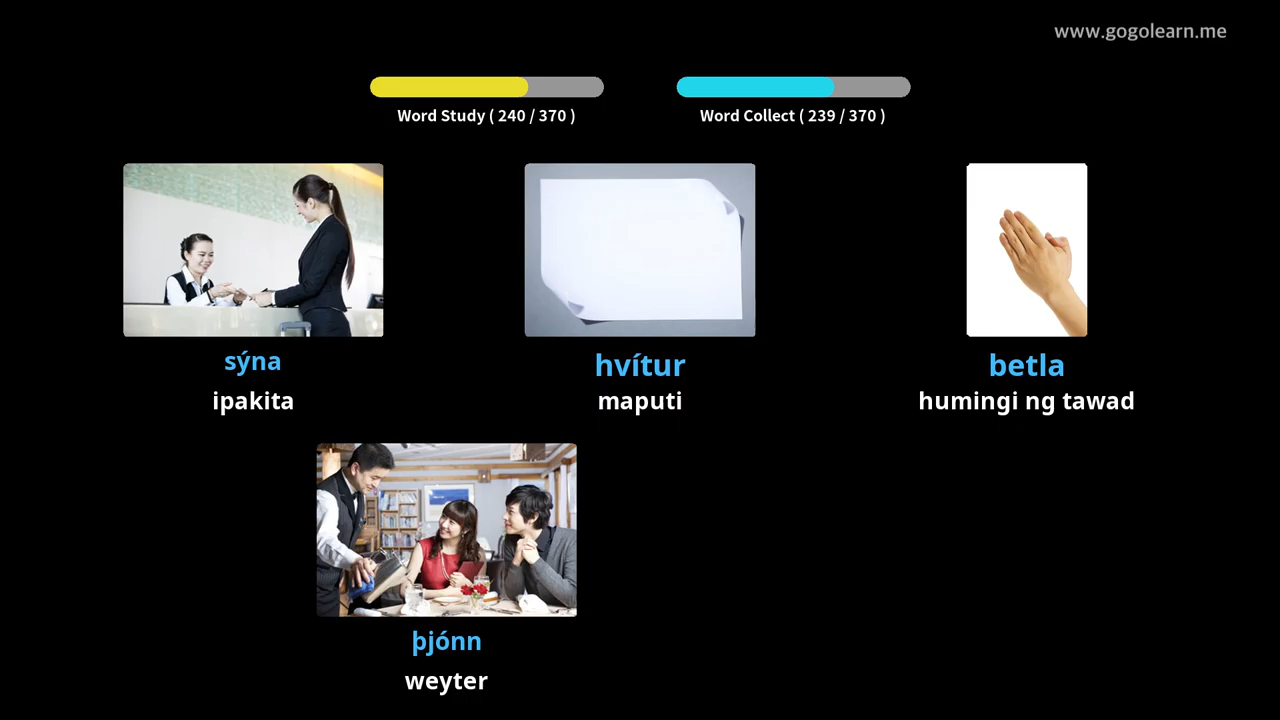 www.gogolearn.me
Word Study ( 240 / 370 )
Word Collect ( 239 / 370 )
sýna
ipakita
hvítur
maputi
betla
humingi ng tawad
þjónn
weyter